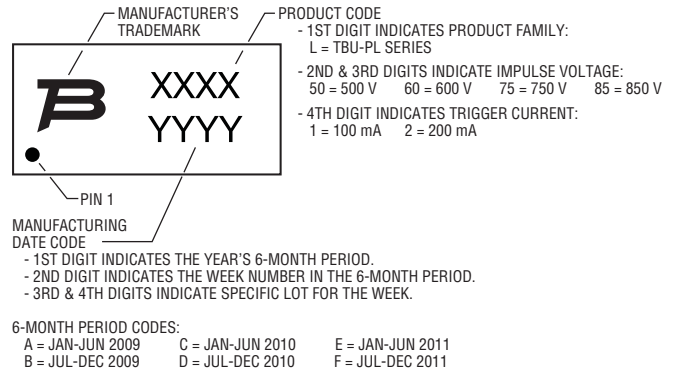 MANUFACTURER'S
TRADEMARK
PRODUCT CODE
- 1ST DIGIT INDICATES PRODUCT FAMILY:
L = TBU-PL SERIES
- 2ND & 3RD DIGITS INDICATE IMPULSE VOLTAGE:
50 = 500 V 60 = 600 V 75 = 750 V 85 = 850 V
- 4TH DIGIT INDICATES TRIGGER CURRENT:
1 = 100 mA 2 = 200 mA
B
XXXX
YYYY
PIN 1
MANUFACTURING
DATE CODE
- 1ST DIGIT INDICATES THE YEAR'S 6-MONTH PERIOD.
- 2ND DIGIT INDICATES THE WEEK NUMBER IN THE 6-MONTH PERIOD.
- 3RD & 4TH DIGITS INDICATE SPECIFIC LOT FOR THE WEEK.
6-MONTH PERIOD CODES:
A = JAN-JUN 2009 C = JAN-JUN 2010 E = JAN-JUN 2011
B = JUL-DEC 2009 D = JUL-DEC 2010 F = JUL-DEC 2011